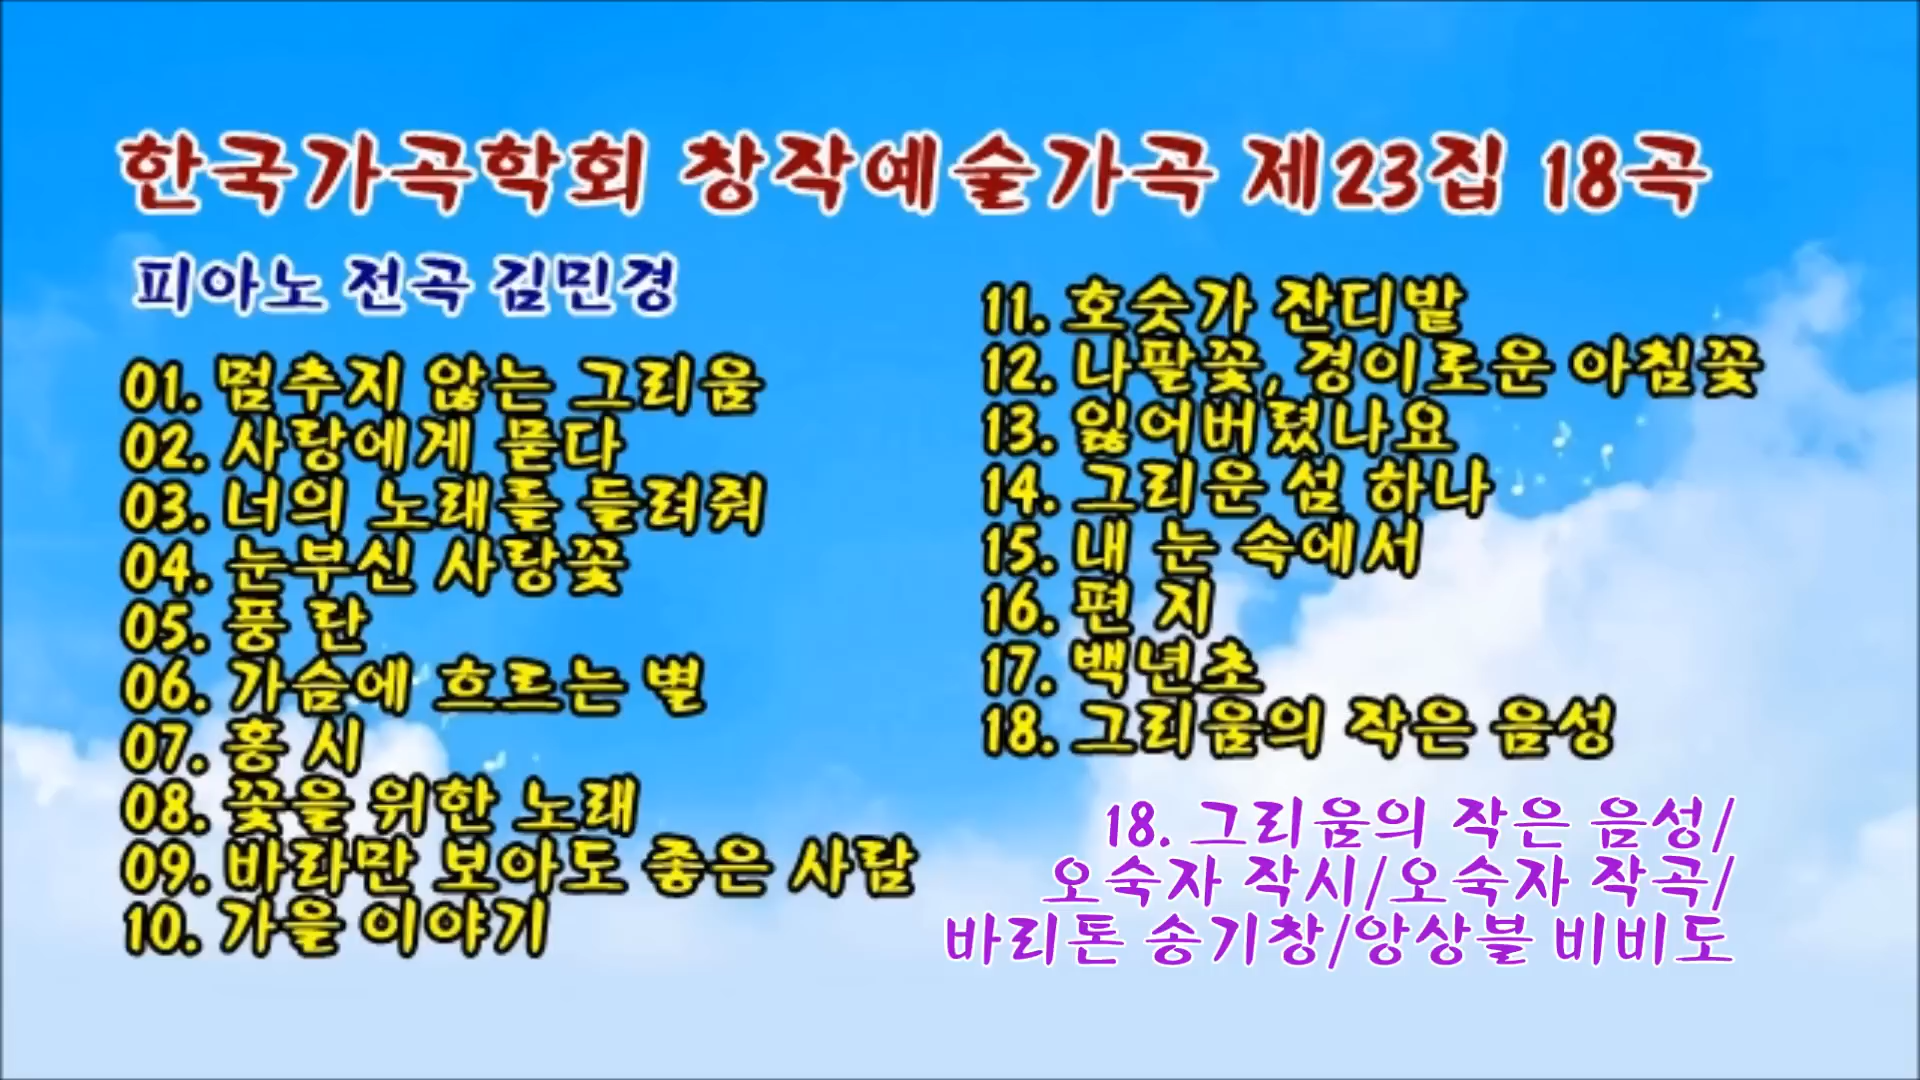 한국가곡학회 창작예술가곡 제23집 18곡
피아노 전곡 김민경
01. 멈추지 않는 그리움
02. 사랑에게 묻다
03. 너의 노래를 들려줘
04. 눈부신 사랑꽃
05. 풍 란
06. 가슴에 흐르는 별
07. 홍 시
08. 꽃을 위한 노래
09. 바라만 보아도 좋은 사람
10. 가을 이야기
11. 호숫가 잔디밭
12. 나팔꽃, 경이로운 아침꽃
13. 잃어버렸나요
14. 그리운 섬 하나
15. 내 눈 속에서
16. 편 지
17. 백년초
18. 그리움의 작은 음성
18. 그리움의 작은 음성/
오숙자 작시/오숙자 작곡/
바리톤 송기창/앙상블 비비도